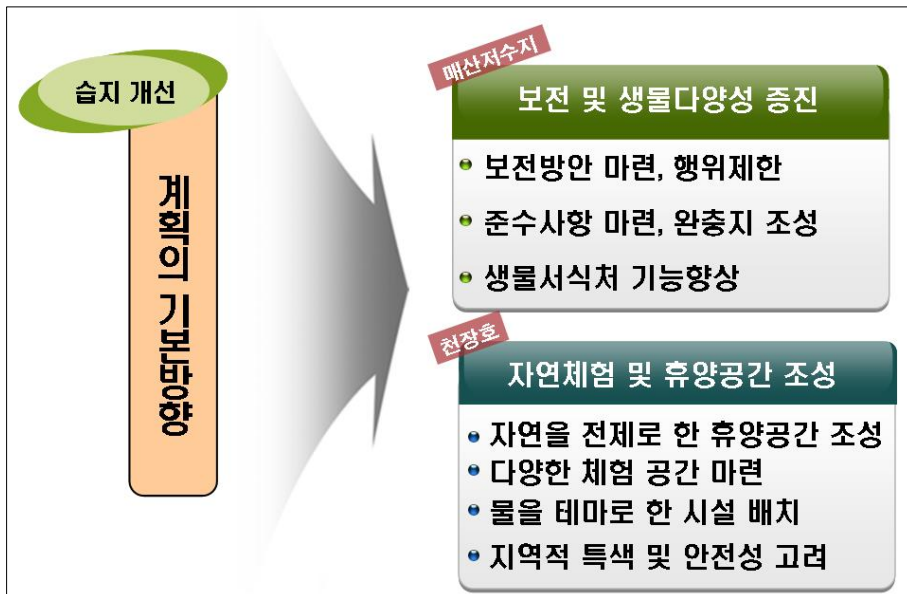 습지 개선
계획의 기본방향
매산저수지
보전 및 생물다양성 증진
보전방안 마련, 행위제한
준수사항 마련, 완충지 조성
생물서식처 기능향상
천장호
자연체험 및 휴양공간 조성
자연을 전제로 한 휴양공간 조성
다양한 체험 공간 마련
물을 테마로 한 시설 배치
지역적 특색 및 안전성 고려